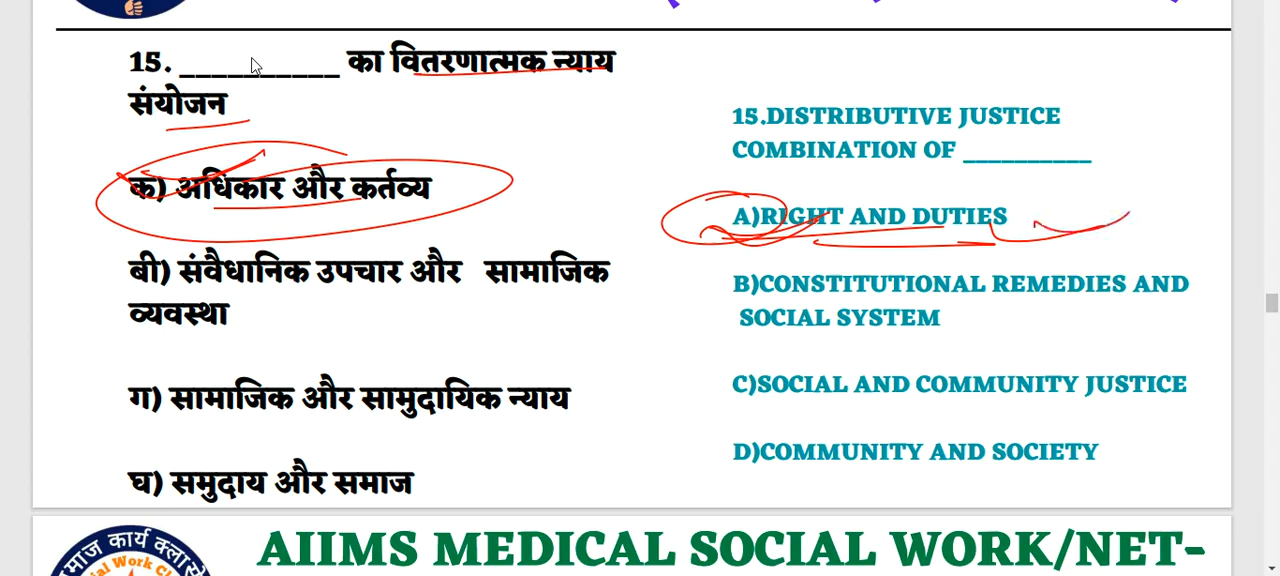 15. __________ का वितरणात्मक न्याय
संयोजन
क) अधिकार और कर्तव्य
बी) संवैधानिक उपचार और सामाजिक
व्यवस्था
ग) सामाजिक और सामुदायिक न्याय
घ) समुदाय और समाज
15.DISTRIBUTIVE JUSTICE
COMBINATION OF __________
A)RIGHT AND DUTIES
B)CONSTITUTIONAL REMEDIES AND
SOCIAL SYSTEM
C)SOCIAL AND COMMUNITY JUSTICE
D)COMMUNITY AND SOCIETY
समाज कार्य क्लासे
AIIMS MEDICAL SOCIAL WORK/NET-